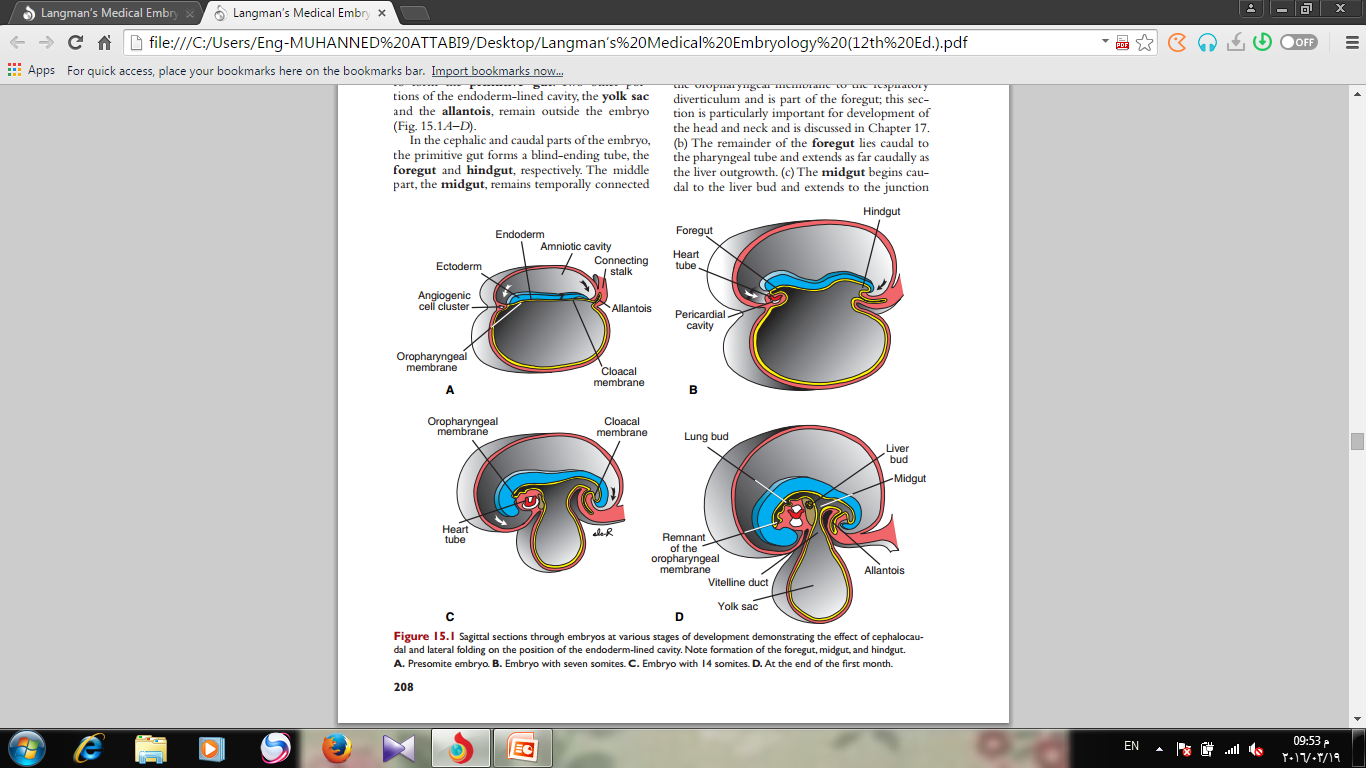 Langman's Medical Embry
Langman's Medical Embry
file:///C:/Users/Eng-MUHANNED%20ATTABI9/Desktop/Langman's%20Medical%20Embryology%20(12th%20Ed.).pdf
OFF
Apps
For quick access, place your bookmarks here on the bookmarks bar. Import bookmarks now...
tions of the endoderm-lined cavity, the yolk sac
and the allantois, remain outside the embryo
(Fig. 15.1A–D).
In the cephalic and caudal parts of the embryo,
the primitive gut forms a blind-ending tube, the
foregut and hindgut, respectively. The middle
part, the midgut, remains temporally connected
the oropharyngeal membrane to the respiratory
diverticulum and is part of the foregut; this sec-
tion is particularly important for development of
the head and neck and is discussed in Chapter 17.
(b) The remainder of the foregut lies caudal to
the pharyngeal tube and extends as far caudally as
the liver outgrowth. (c) The midgut begins cau-
dal to the liver bud and extends to the junction
Endoderm
Amniotic cavity
Connecting
stalk
Ectoderm
Angiogenic
cell cluster
Allantois
Oropharyngeal
membrane
Cloacal
membrane
A
Hindgut
Foregut
Heart
tube
Pericardial
cavity
B
Oropharyngeal
membrane
Cloacal
membrane
Heart
tube
C
Lung bud
Liver
bud
Midgut
Remnant
of the
oropharyngeal
membrane
Allantois
Vitelline duct
Yolk sac
D
Figure 15.1 Sagittal sections through embryos at various stages of development demonstrating the effect of cephalocau-
dal and lateral folding on the position of the endoderm-lined cavity. Note formation of the foregut, midgut, and hindgut.
A. Presomite embryo. B. Embryo with seven somites. C. Embryo with 14 somites. D. At the end of the first month.
208
EN
09:53 م
٢٠١٦/٠٣/١٩